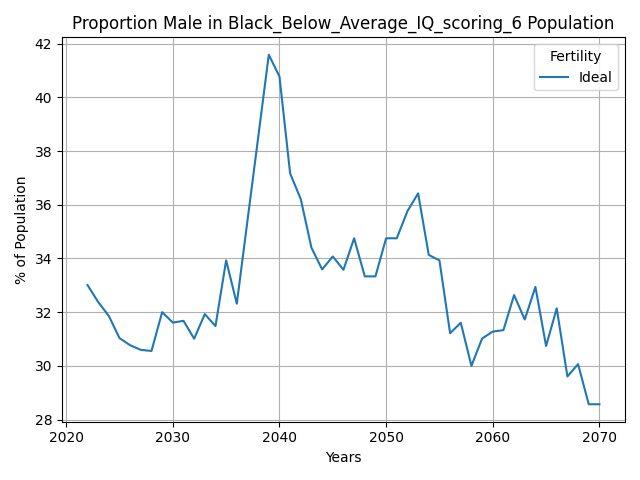 Proportion Male in Black_Below_Average_IQ_scoring_6 Population
Fertility
Ideal
% of Population
42
40
38
36
34
32
30
28
2020 2030 2040 2050 2060 2070
Years